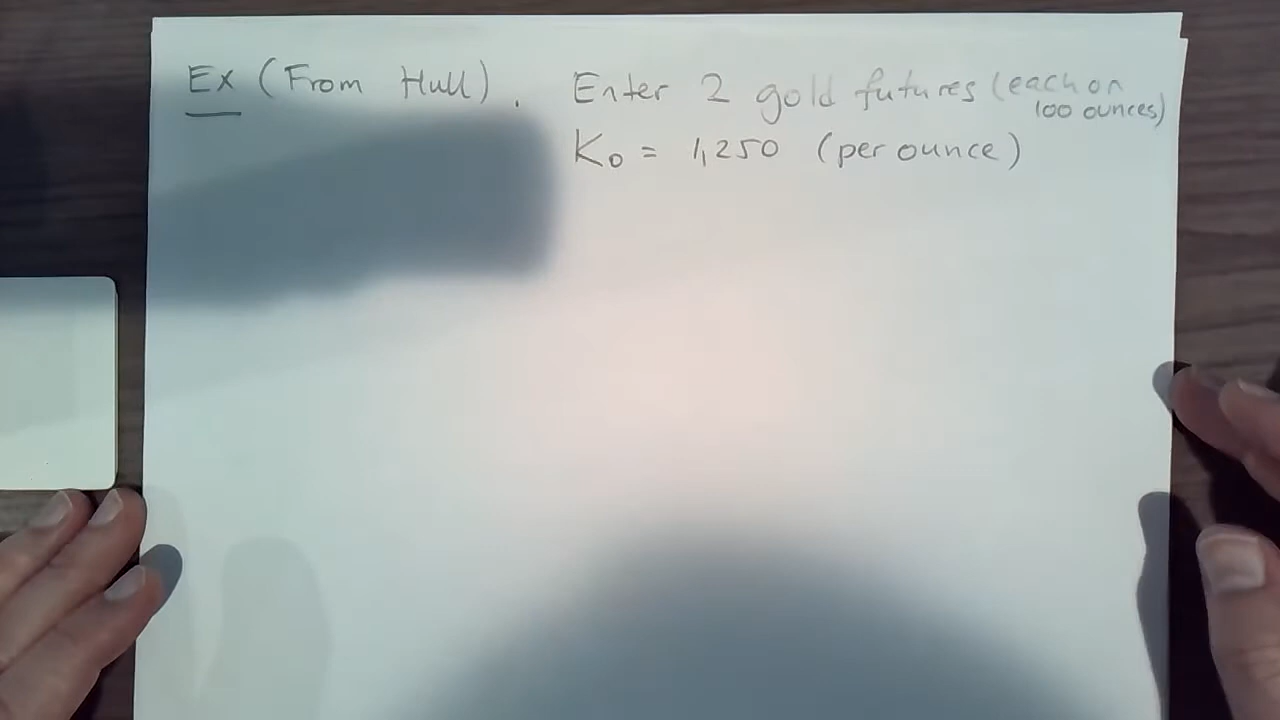 Ex (From Hull). Enter 2 gold futures (each on
100 ounces)
K0 = 1,250 (per ounce)